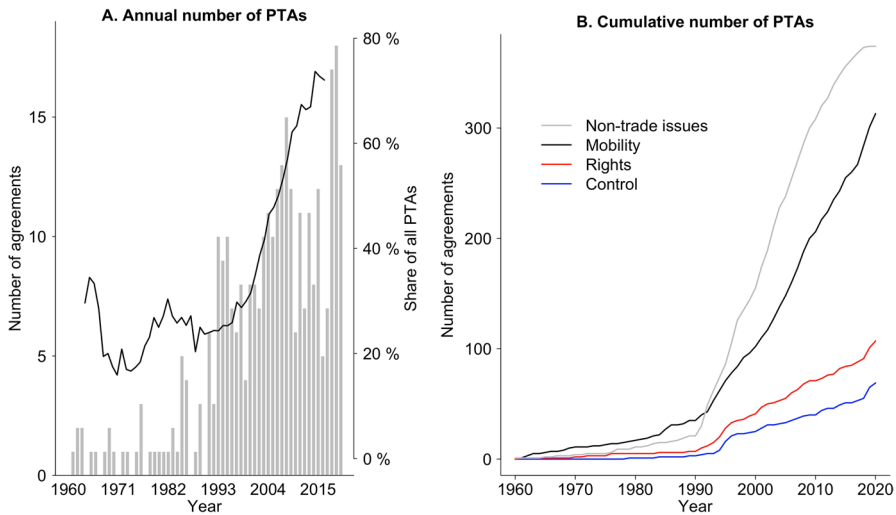 A. Annual number of PTAs
Number of agreements
15
10
5
0
80 %
60 %
40 %
20 %
0 %
Share of all PTAs
1960 1971 1982 1993 2004 2015
Year
B. Cumulative number of PTAs
Number of agreements
300
200
100
0
Non-trade issues
Mobility
Rights
Control
1960 1970 1980 1990 2000 2010 2020
Year